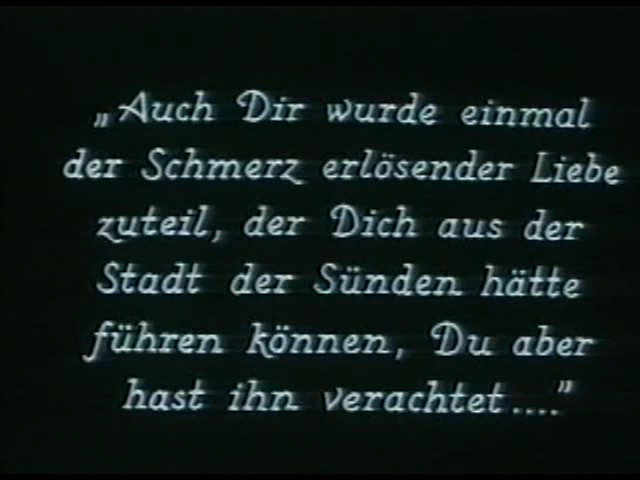 „Auch Dir wurde einmal
der Schmerz erlösender Liebe
zuteil, der Dich aus der
Stadt der Sünden hätte
führen können, Du aber
hast ihn verachtet...."